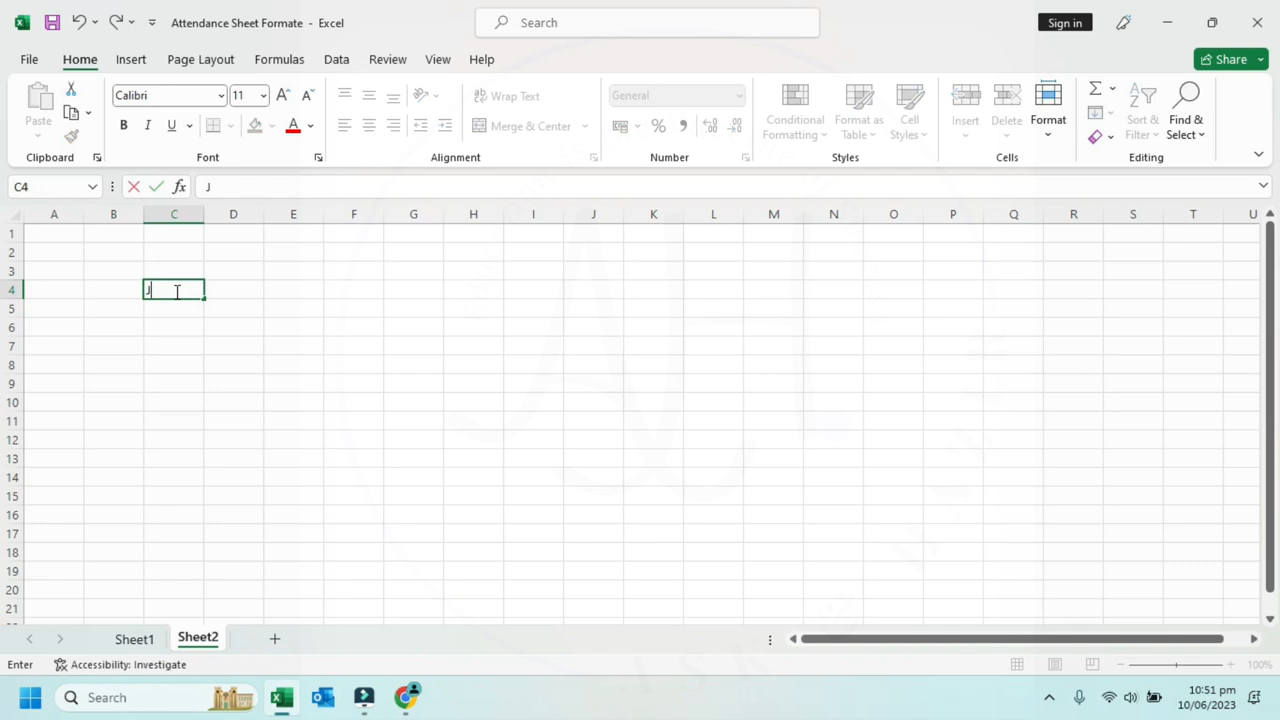 Attendance Sheet Formate - Excel
Search
Sign in
File Home Insert Page Layout Formulas Data Review View Help
Share
Paste
Calibri 11
Wrap Text
General
Conditional Formatting
Format as Table
Cell Styles
Insert Delete Format
Sort & Filter
Find & Select
B I U A
Merge & Center
% 9
Clipboard Font Alignment Number Styles Cells Editing
C4 fx J
A B C D E F G H I J K L M N O P Q R S T U
1
2
3
4 J
5
6
7
8
9
10
11
12
13
14
15
16
17
18
19
20
21
Sheet1 Sheet2
Enter Accessibility: Investigate 100%
Search
10:51 pm
10/06/2023